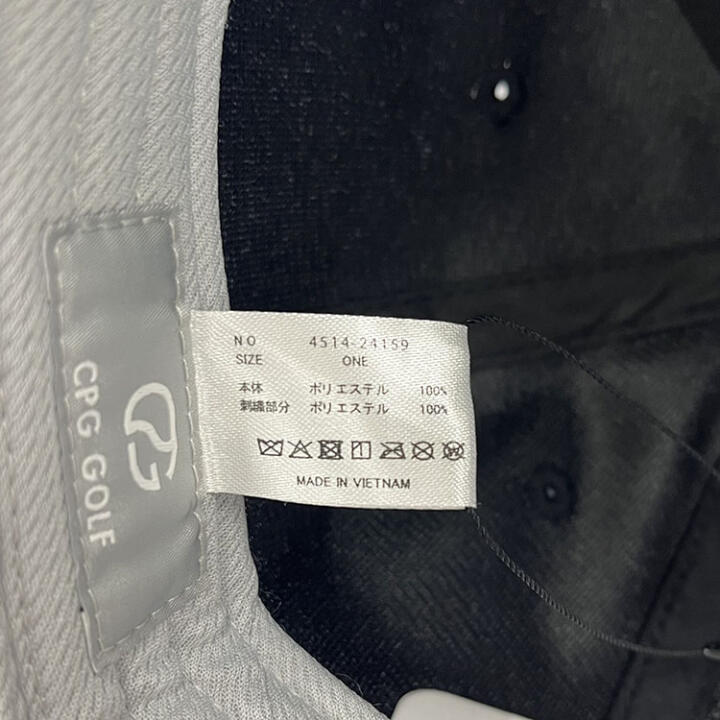 NO 4514-24159
SIZE ONE
本体 ポリエステル 100%
刺繍部分 ポリエステル 100%
MADE IN VIETNAM
CPG GOLF